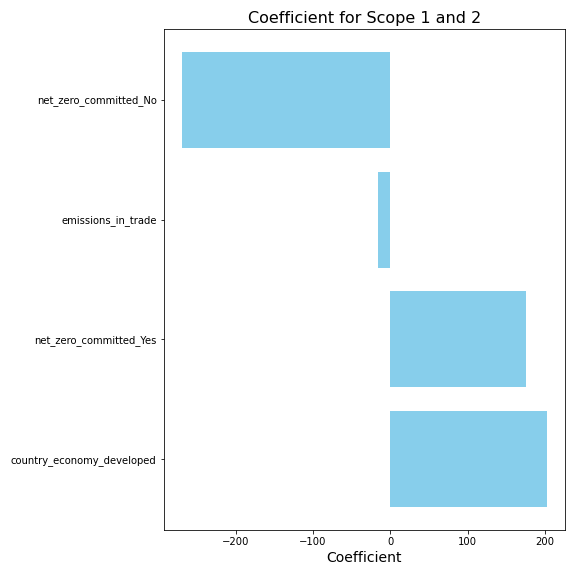 Coefficient for Scope 1 and 2
net_zero_committed_No
emissions_in_trade
net_zero_committed_Yes
country_economy_developed
−200 −100 0 100 200
Coefficient